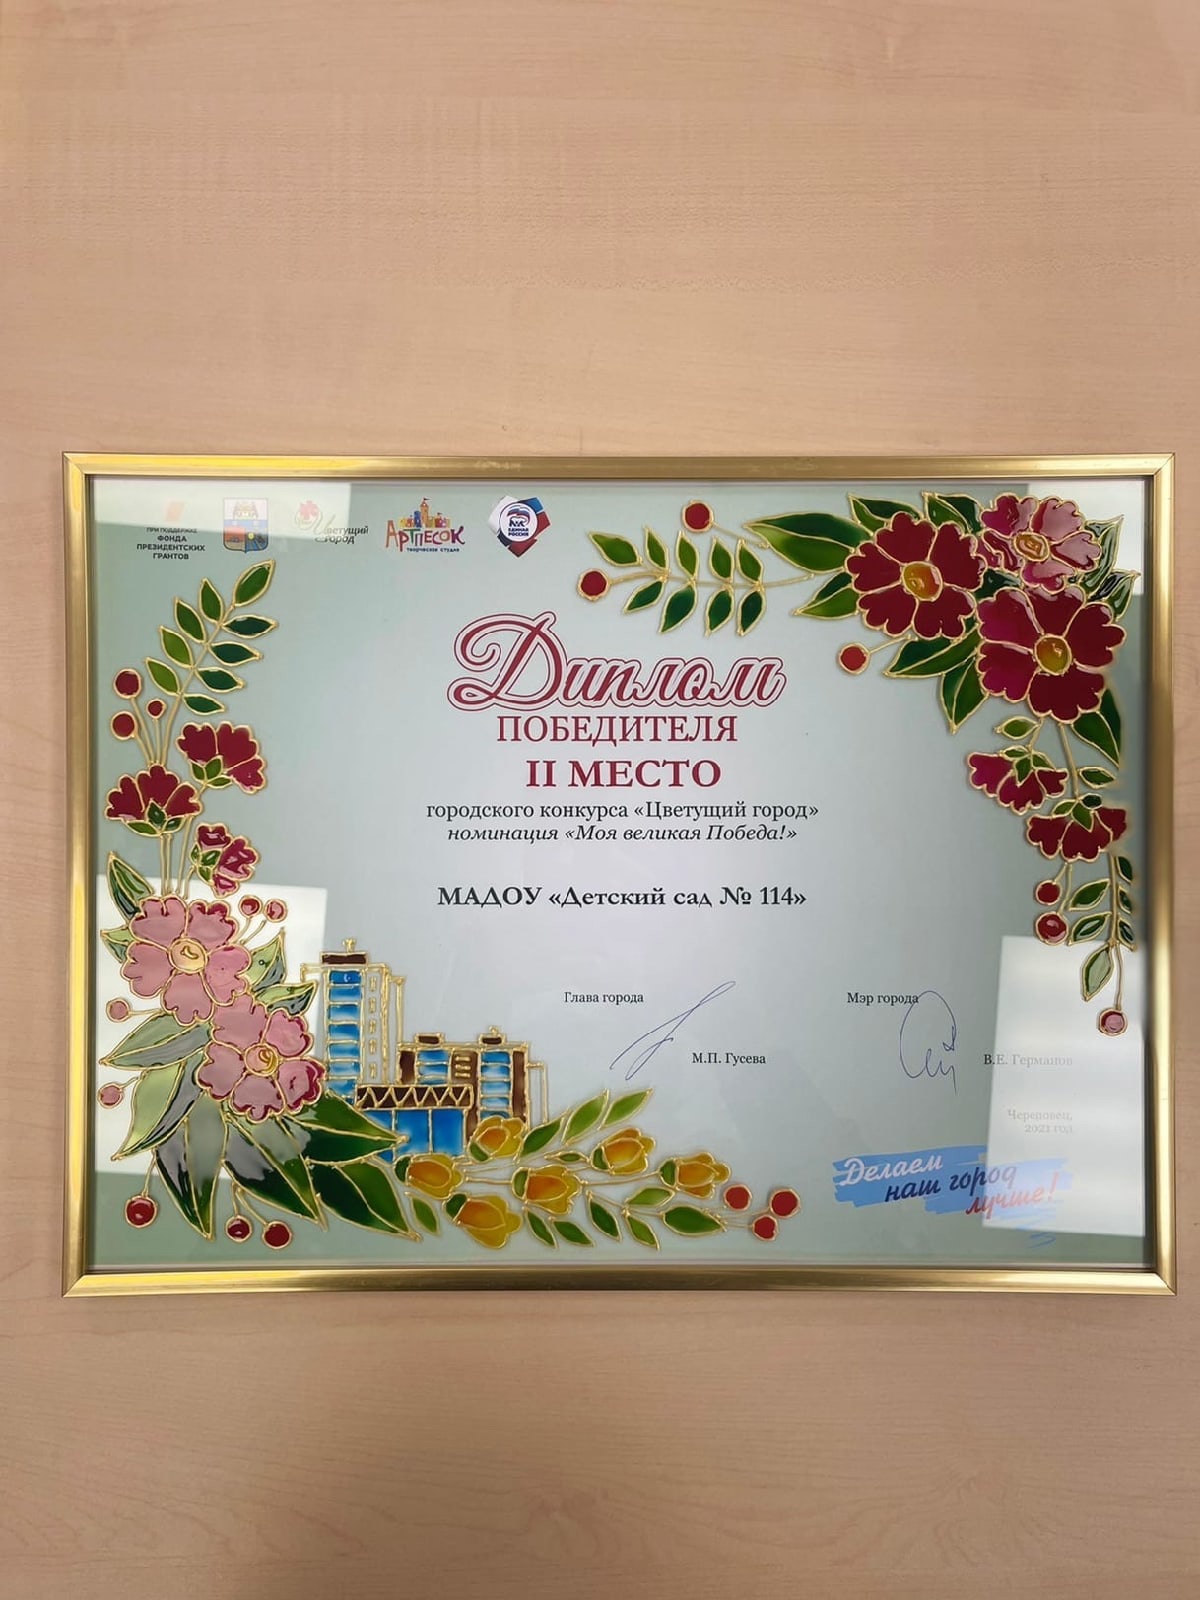 ПРИ ПОДДЕРЖКЕ
ФОНДА
ПРЕЗИДЕНТСКИХ
ГРАНТОВ
Цветущий
город
АРТПЕСОК
творческая студия
ЕДИНАЯ
РОССИЯ
Диплом
ПОБЕДИТЕЛЯ
II МЕСТО
городского конкурса «Цветущий город»
номинация «Моя великая Победа!»
МАДОУ «Детский сад № 114»
Глава города
М.П. Гусева
Мэр города
В.Е. Германов
Череповец,
2021 год
Делаем
наш город
лучше!